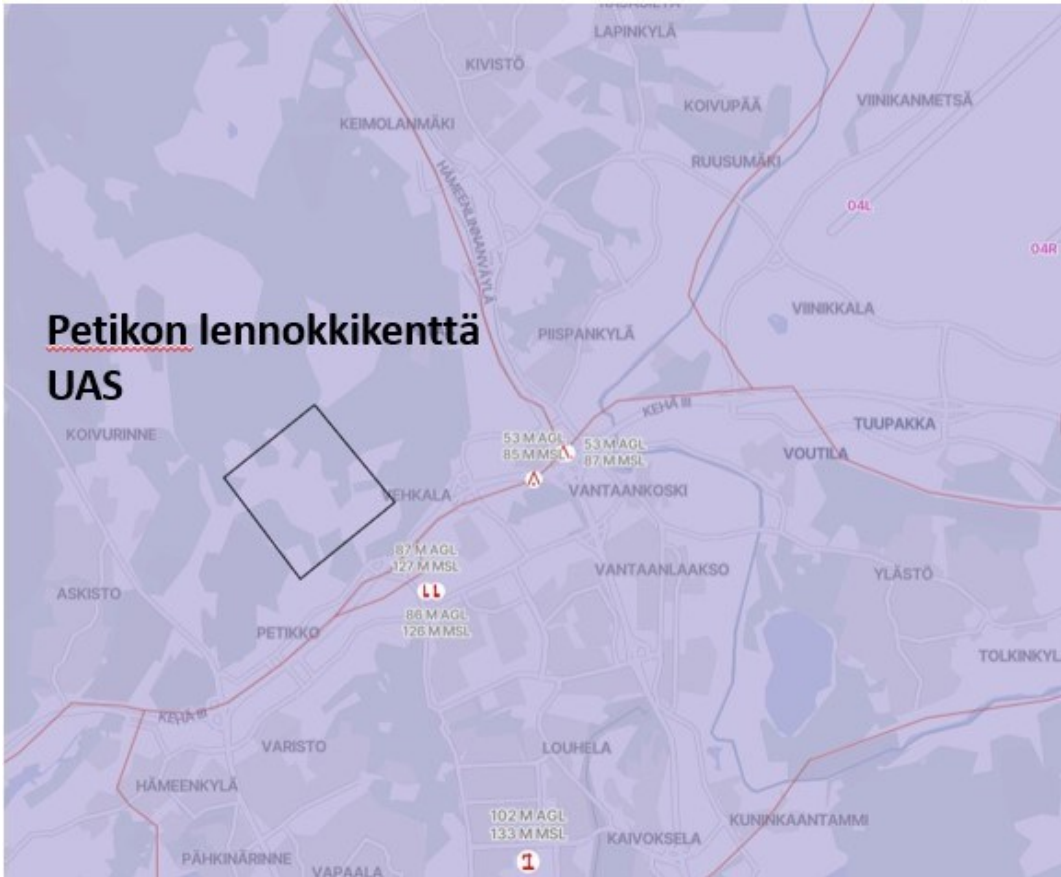 LAPINKYLÄ
KIVISTÖ
KOIVUPÄÄ
VIINIKANMETSÄ
KEIMOLANMÄKI
RUUSUMÄKI
HÄMEENLINNANVÄYLÄ
04L
04R
Petikon lennokkikenttä
UAS
VIINIKKALA
PIISPANKYLÄ
KEHÄ III
TUUPAKKA
KOIVURINNE
53 M AGL
85 M MSL
53 M AGL
87 M MSL
VOUTILA
VEHKALA
VANTAANKOSKI
87 M AGL
127 M MSL
VANTAANLAAKSO
YLÄSTÖ
ASKISTO
86 M AGL
126 M MSL
PETIKKO
TOLKINKYL
KEHÄ III
VARISTO
LOUHELA
HÄMEENKYLÄ
102 M AGL
133 M MSL
KUNINKAANTAMMI
KAIVOKSELA
PÄHKINÄRINNE
VAPAALA